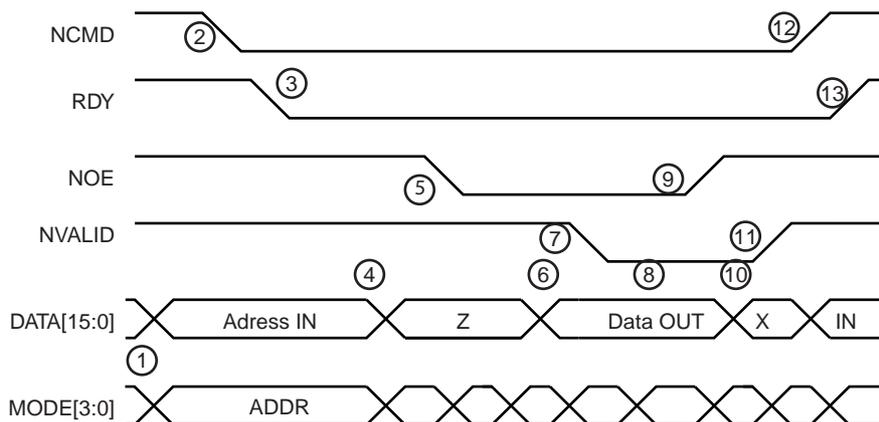 NCMD ② ⑫
RDY ③ ⑬
NOE ⑤ ⑨
NVALID ⑦ ⑪
④ ⑥ ⑧ ⑩
DATA[15:0] Adress IN Z Data OUT X IN
①
MODE[3:0] ADDR